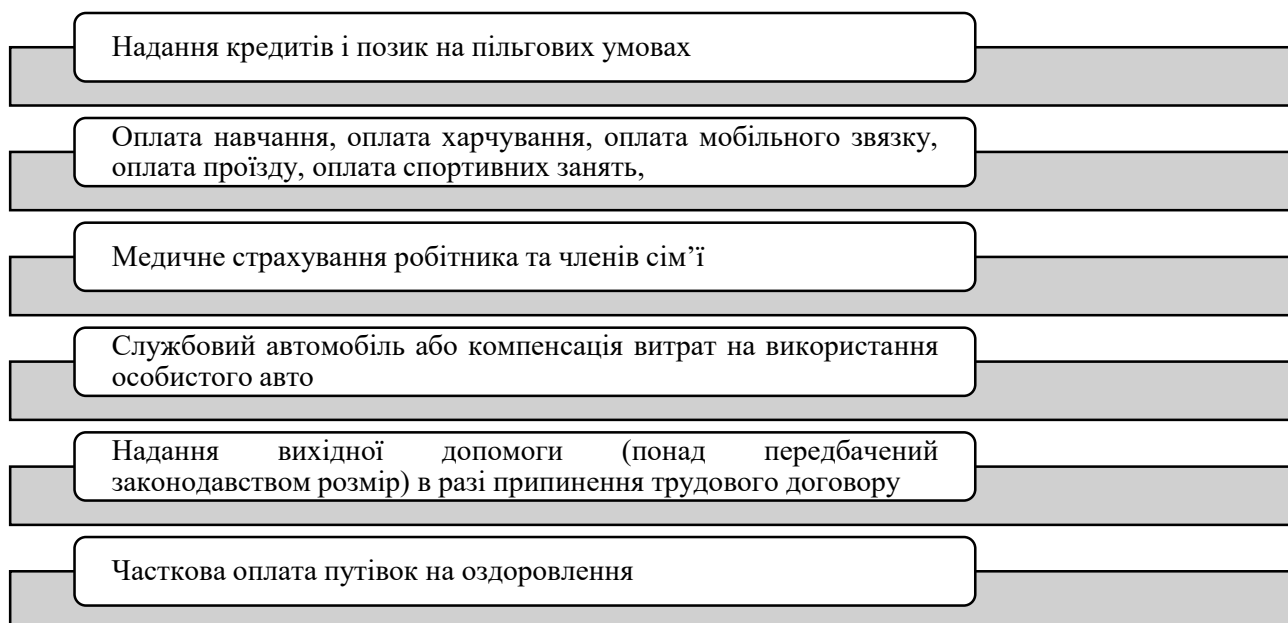 Надання кредитів і позик на пільгових умовах
Оплата навчання, оплата харчування, оплата мобільного звязку,
оплата проїзду, оплата спортивних занять,
Медичне страхування робітника та членів сім’ї
Службовий автомобіль або компенсація витрат на використання
особистого авто
Надання вихідної допомоги (понад передбачений
законодавством розмір) в разі припинення трудового договору
Часткова оплата путівок на оздоровлення